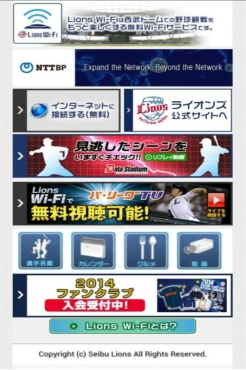 Lions Wi-Fiは西武ドームでの野球観戦を
もっと楽しくする無料Wi-Fiサービスです。
Lions Wi-Fi
NTTBP Expand the Network, Beyond the Network
インターネットに
接続する(無料)
Lions
ライオンズ
公式サイトへ
見逃したシーンを
いますぐチェック!! リプレイ動画
Data Stadium
Lions
Wi-Fiで
パ・リーグTV
無料視聴可能!
選手名鑑 カレンダー グルメ 動画
2014
ファンクラブ
入会受付中!
2014
Lions Wi-Fiとは?
Copyright (c) Seibu Lions All Rights Reserved.